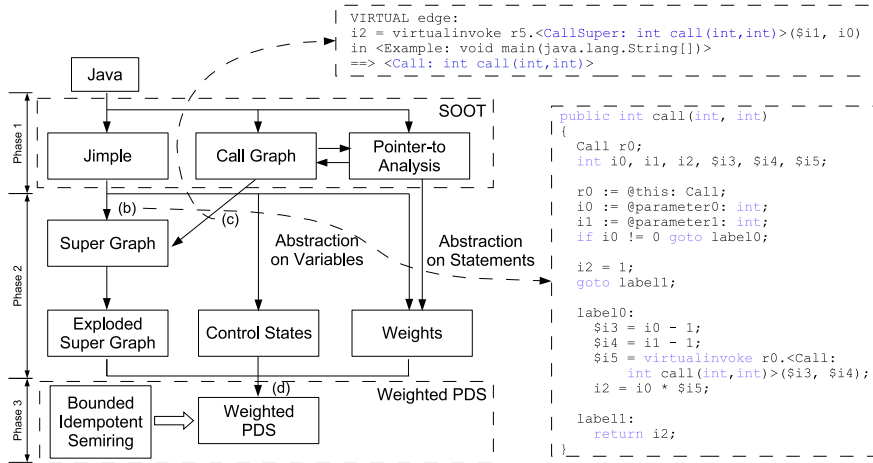 VIRTUAL edge:
i2 = virtualinvoke r5.<CallSuper: int call(int,int)>($i1, i0)
in <Example: void main(java.lang.String[])>
==> <Call: int call(int,int)>
Java
SOOT
Phase 1
Jimple
Call Graph
Pointer-to
Analysis
(b)
(c)
Phase 2
Super Graph
Abstraction
on Variables
Abstraction
on Statements
Exploded
Super Graph
Control States
Weights
(d)
Weighted PDS
Phase 3
Bounded
Idempotent
Semiring
Weighted
PDS
public int call(int, int)
{
Call r0;
int i0, i1, i2, $i3, $i4, $i5;
r0 := @this: Call;
i0 := @parameter0: int;
i1 := @parameter1: int;
if i0 != 0 goto label0;
i2 = 1;
goto label1;
label0:
$i3 = i0 - 1;
$i4 = i1 - 1;
$i5 = virtualinvoke r0.<Call:
int call(int,int)>($i3, $i4);
i2 = i0 * $i5;
label1:
return i2;
}